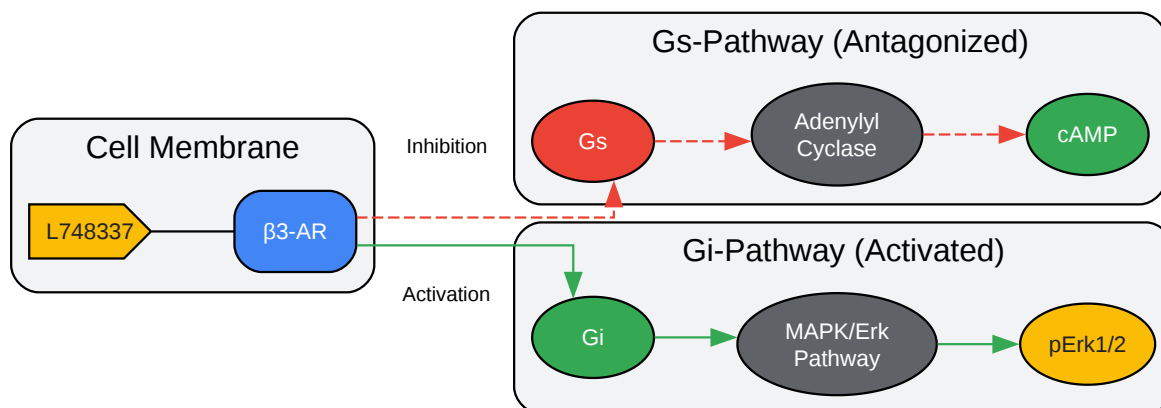 Gs-Pathway (Antagonized)
Gs
Adenylyl
Cyclase
cAMP
Cell Membrane
L748337
β3-AR
Inhibition
Activation
Gi-Pathway (Activated)
Gi
MAPK/Erk
Pathway
pErk1/2